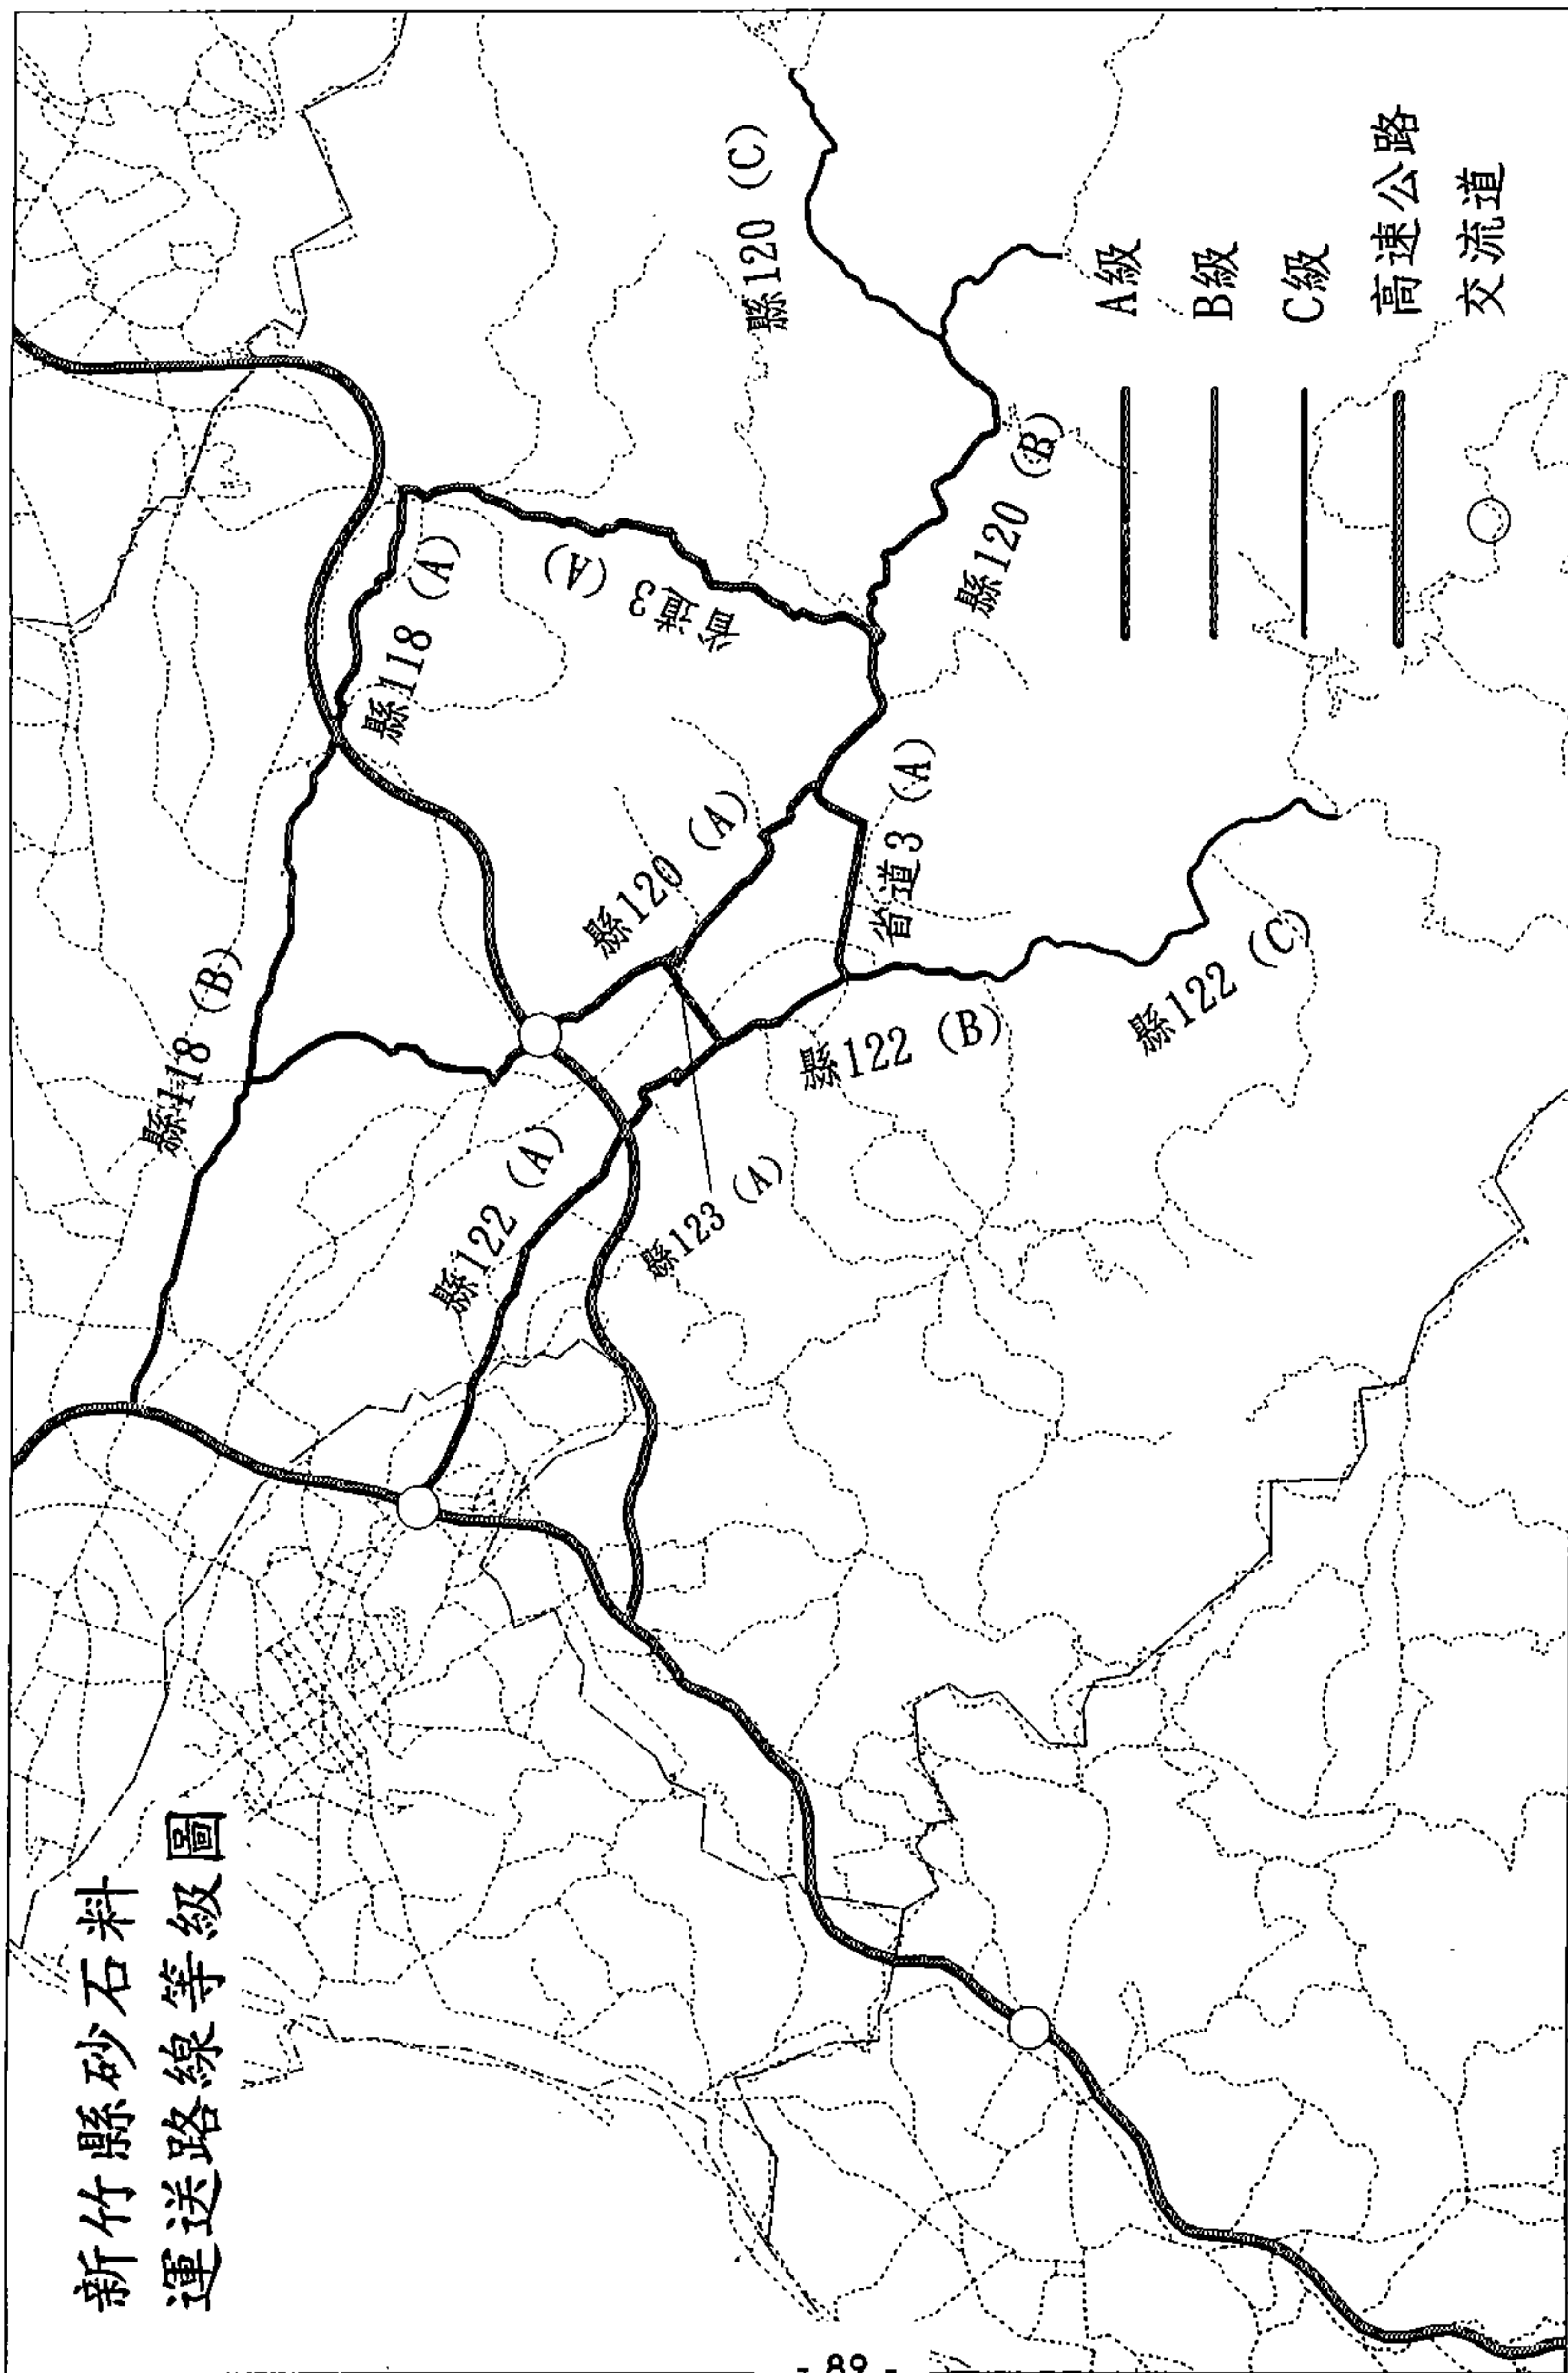 新竹縣砂石料
運送路線等級圖
縣118 (B)
縣118 (A)
省道3 (A)
縣120 (C)
縣122 (A)
縣120 (A)
縣123 (A)
省道3 (A)
縣120 (B)
縣122 (B)
縣122 (C)
A級
B級
C級
高速公路
交流道
- 89 -